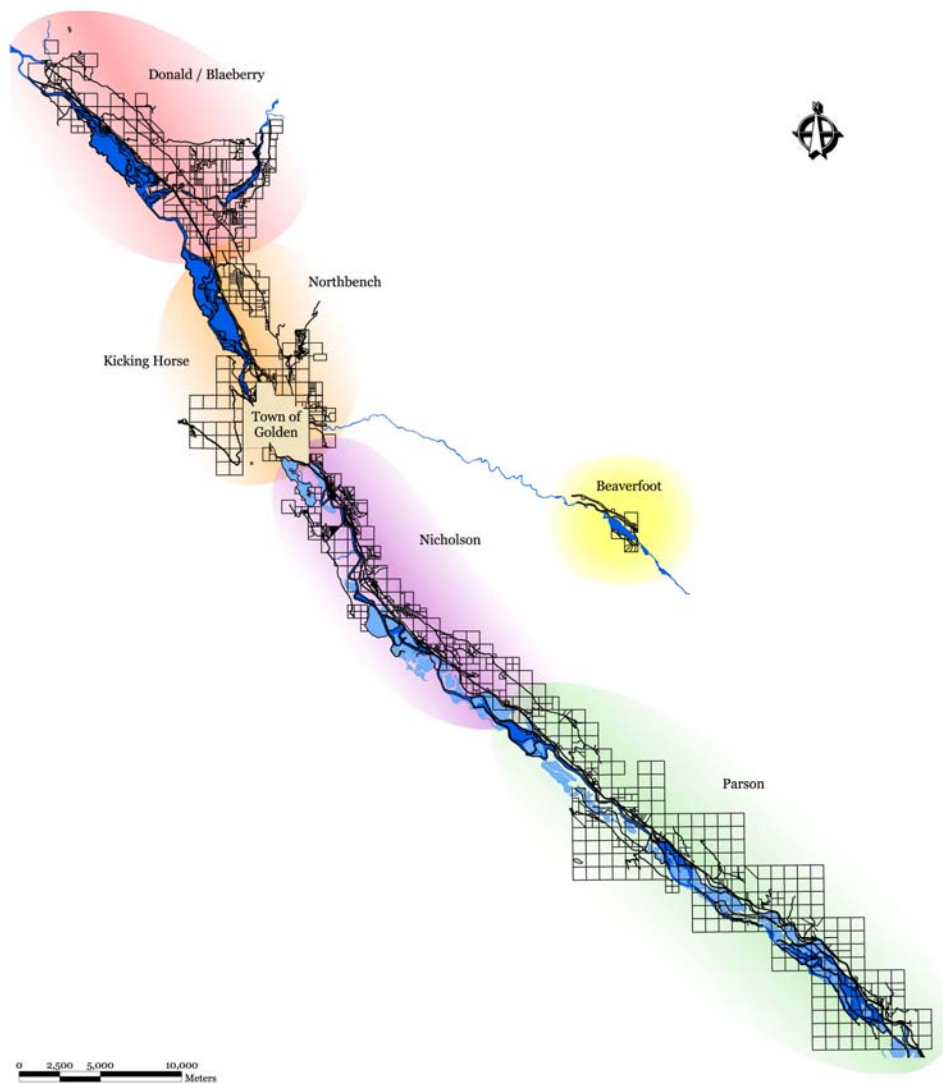 Donald / Blaeberry
Northbench
Kicking Horse
Town of
Golden
Beaverfoot
Nicholson
Parson
0 2,500 5,000 10,000
Meters